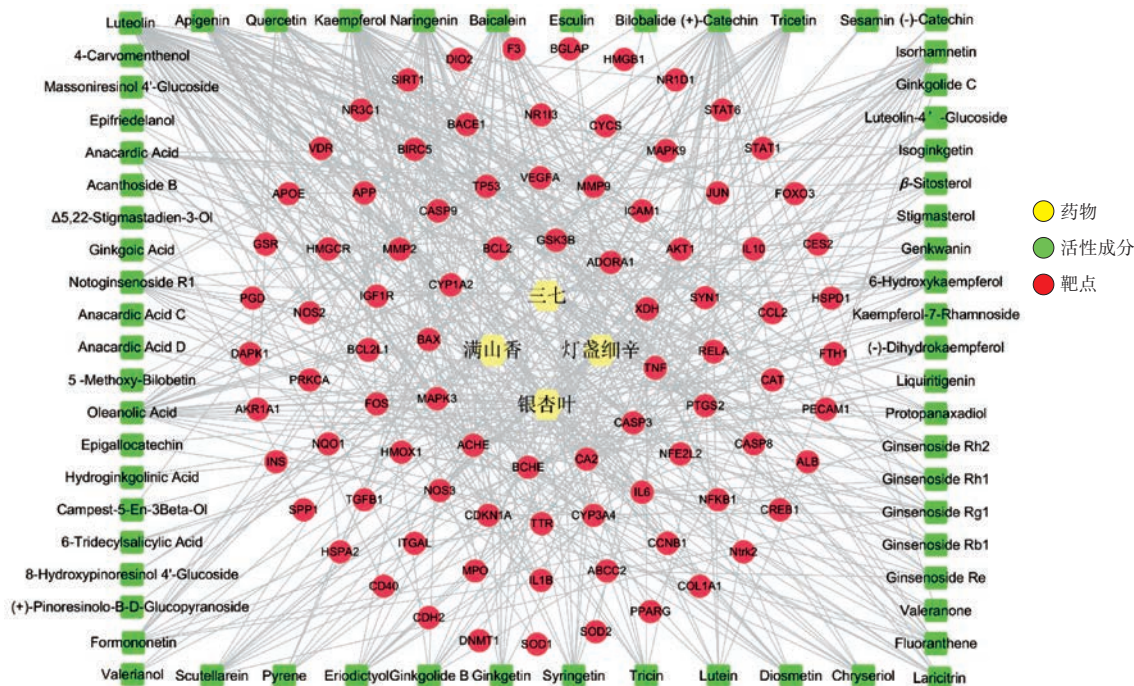 Luteolin
Apigenin
Quercetin
Kaempferol
Naringenin
Baicalein
Esculin
Bilobalide
(+)-Catechin
Tricetin
Sesamin
(-)-Catechin
4-Carvomenthenol
Massoniresinol 4'-Glucoside
Epifriedelanol
Anacardic Acid
Acanthoside B
Δ5,22-Stigmastadien-3-Ol
Ginkgoic Acid
Notoginsenoside R1
Anacardic Acid C
Anacardic Acid D
5 -Methoxy-Bilobetin
Oleanolic Acid
Epigallocatechin
Hydroginkgolinic Acid
Campest-5-En-3Beta-Ol
6-Tridecylsalicylic Acid
8-Hydroxypinoresinol 4'-Glucoside
(+)-Pinoresinolo-B-D-Glucopyranoside
Formononetin
Valerianol
DIO2
F3
BGLAP
HMGB1
SIRT1
NR1D1
NR3C1
BACE1
NR1I3
CYCS
STAT6
VDR
BIRC5
MAPK9
STAT1
APOE
APP
TP53
VEGFA
MMP9
JUN
FOXO3
CASP9
ICAM1
GSR
HMGCR
MMP2
BCL2
GSK3B
ADORA1
AKT1
IL10
CES2
PGD
NOS2
IGF1R
CYP1A2
三七
XDH
SYN1
CCL2
HSPD1
DAPK1
BCL2L1
BAX
满山香
灯盏细辛
TNF
RELA
CAT
FTH1
PRKCA
AKR1A1
FOS
MAPK3
银杏叶
CASP3
PTGS2
PECAM1
INS
NQO1
HMOX1
ACHE
BCHE
CA2
NFE2L2
CASP8
ALB
SPP1
TGFB1
NOS3
CDKN1A
TTR
CYP3A4
IL6
NFKB1
CREB1
HSPA2
ITGAL
CCNB1
Ntrk2
CD40
MPO
IL1B
ABCC2
COL1A1
CDH2
PPARG
DNMT1
SOD1
SOD2
Isorhamnetin
Ginkgolide C
Luteolin-4'-Glucoside
Isoginkgetin
β-Sitosterol
Stigmasterol
Genkwanin
6-Hydroxykaempferol
Kaempferol-7-Rhamnoside
(-)-Dihydrokaempferol
Liquiritigenin
Protopanaxadiol
Ginsenoside Rh2
Ginsenoside Rh1
Ginsenoside Rg1
Ginsenoside Rb1
Ginsenoside Re
Valeranone
Fluoranthene
Laricitrin
Scutellarein
Pyrene
Eriodictyol
Ginkgolide B
Ginkgetin
Syringetin
Tricin
Lutein
Diosmetin
Chryseriol
药物
活性成分
靶点